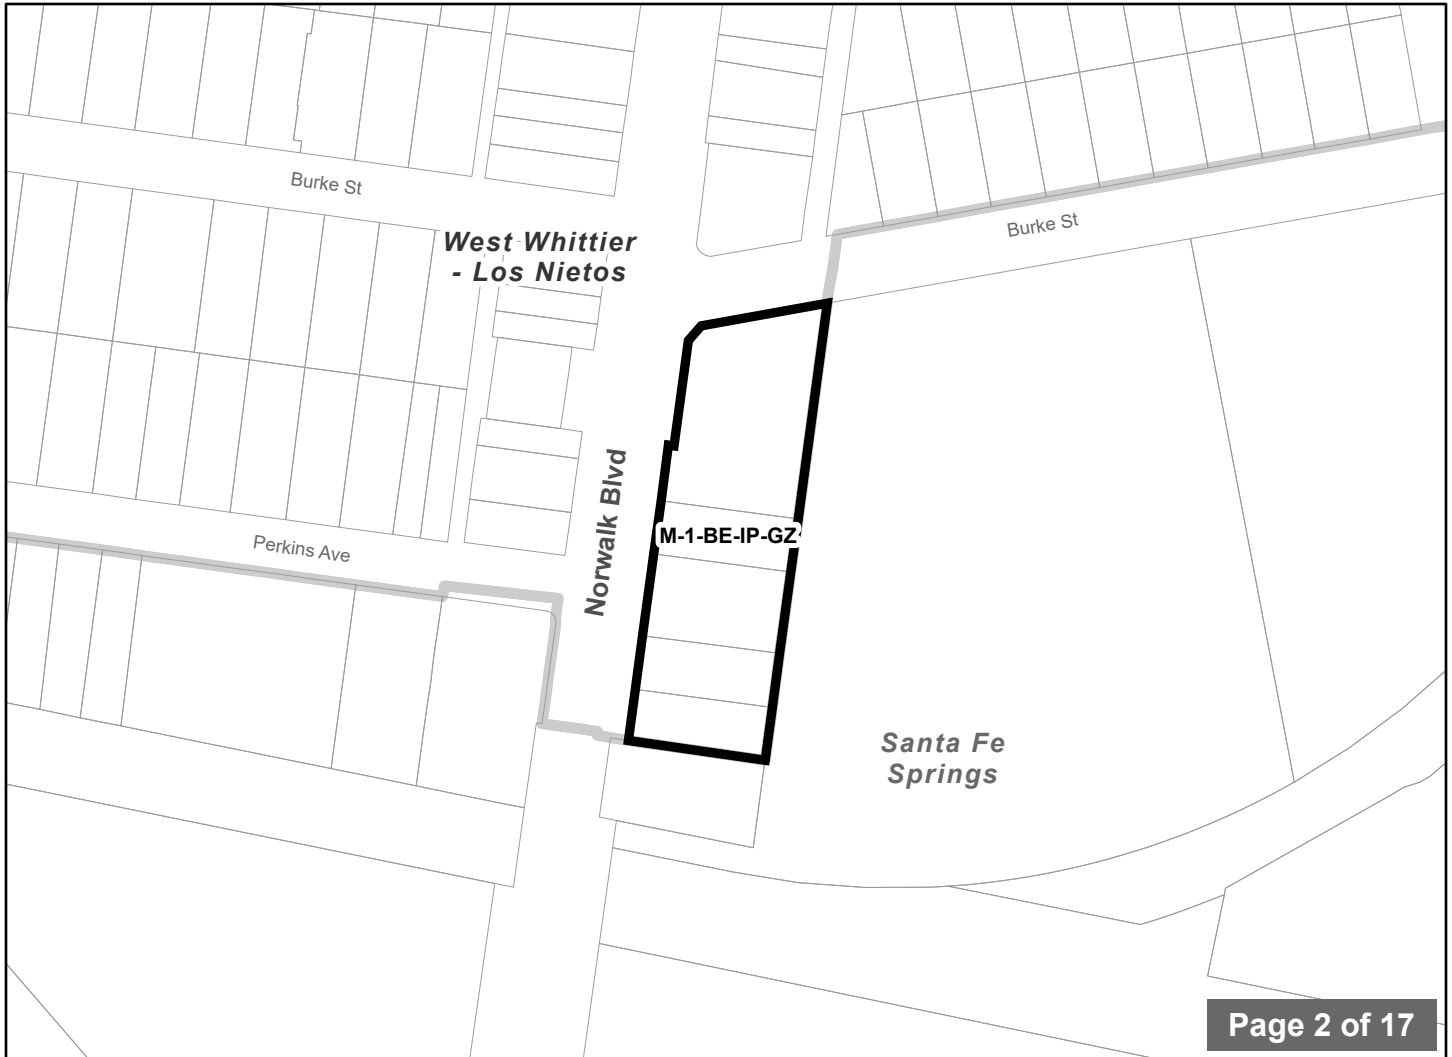 Burke St
West Whittier
- Los Nietos
Burke St
Norwalk Blvd
M-1-BE-IP-GZ
Perkins Ave
Santa Fe
Springs
Page 2 of 17